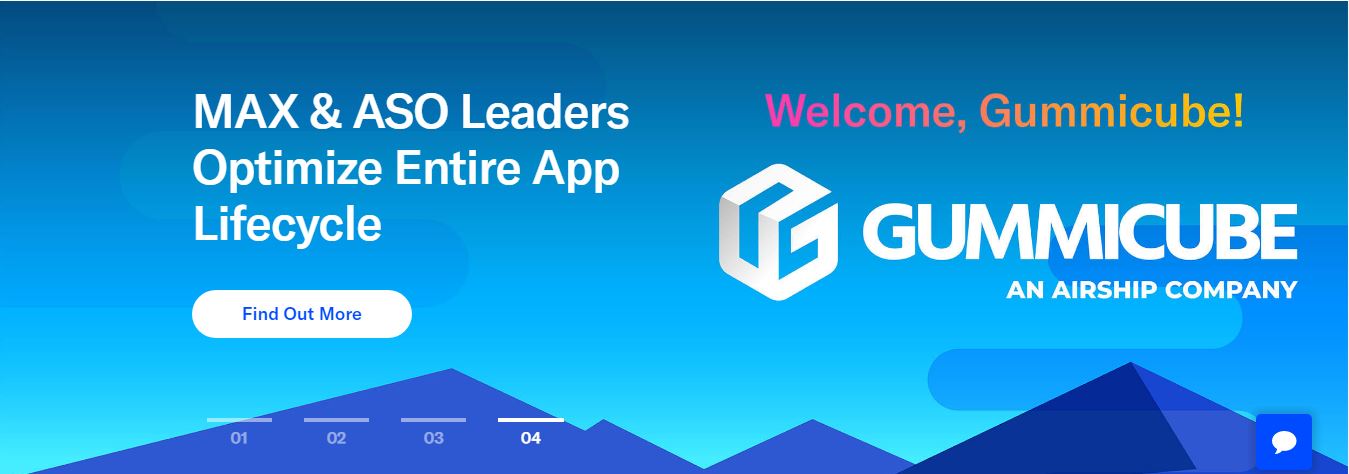 MAX & ASO Leaders
Optimize Entire App
Lifecycle
Find Out More
01
02
03
04
Welcome, Gummicube!
GUMMICUBE
AN AIRSHIP COMPANY